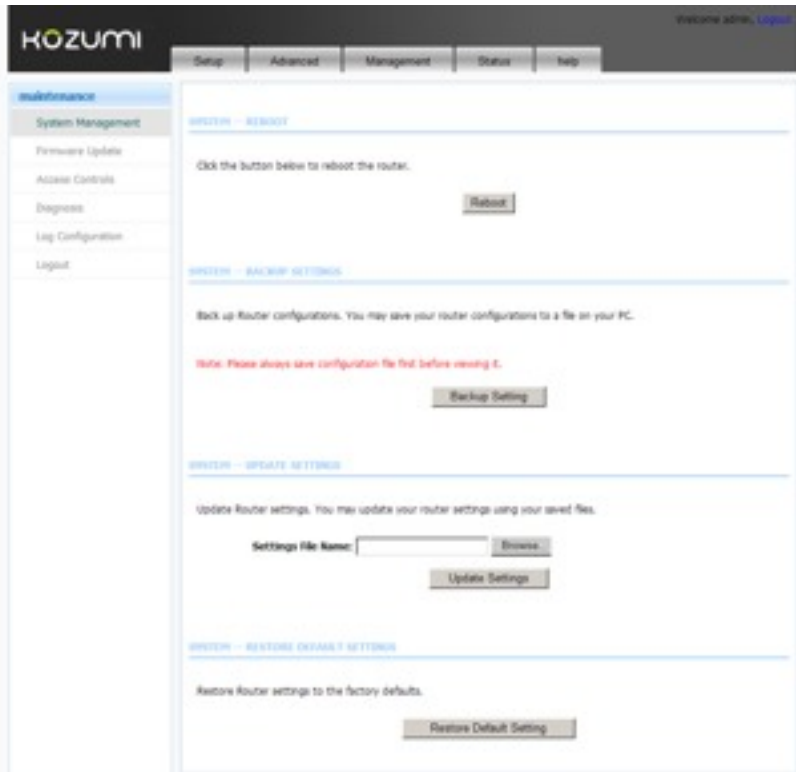 Welcome admin, Logout
KOZUMI
Setup Advanced Management Status help
maintenance
System Management
Firmware Update
Access Controls
Diagnosis
Log Configuration
Logout
SYSTEM -- REBOOT
Click the button below to reboot the router.
Reboot
SYSTEM -- BACKUP SETTINGS
Back up Router configurations. You may save your router configurations to a file on your PC.
Note: Please always save configuration file first before viewing it.
Backup Setting
SYSTEM -- UPDATE SETTINGS
Update Router settings. You may update your router settings using your saved files.
Settings File Name: Browse...
Update Settings
SYSTEM -- RESTORE DEFAULT SETTINGS
Restore Router settings to the factory defaults.
Restore Default Setting